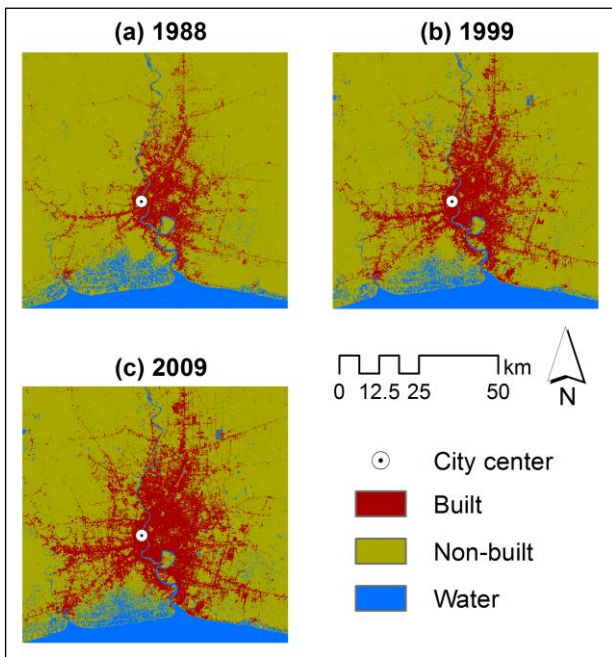 (a) 1988
(b) 1999
(c) 2009
km
0 12.5 25 50
N
City center
Built
Non-built
Water